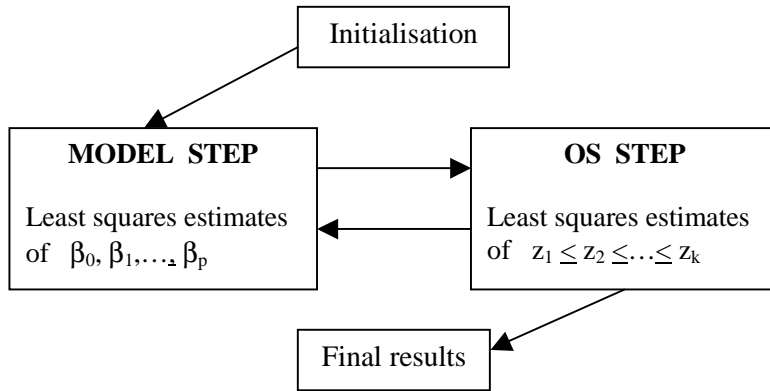 Initialisation
MODEL STEP
Least squares estimates
of β₀, β₁,…, βₚ
OS STEP
Least squares estimates
of z₁ ≤ z₂ ≤…≤ zₖ
Final results